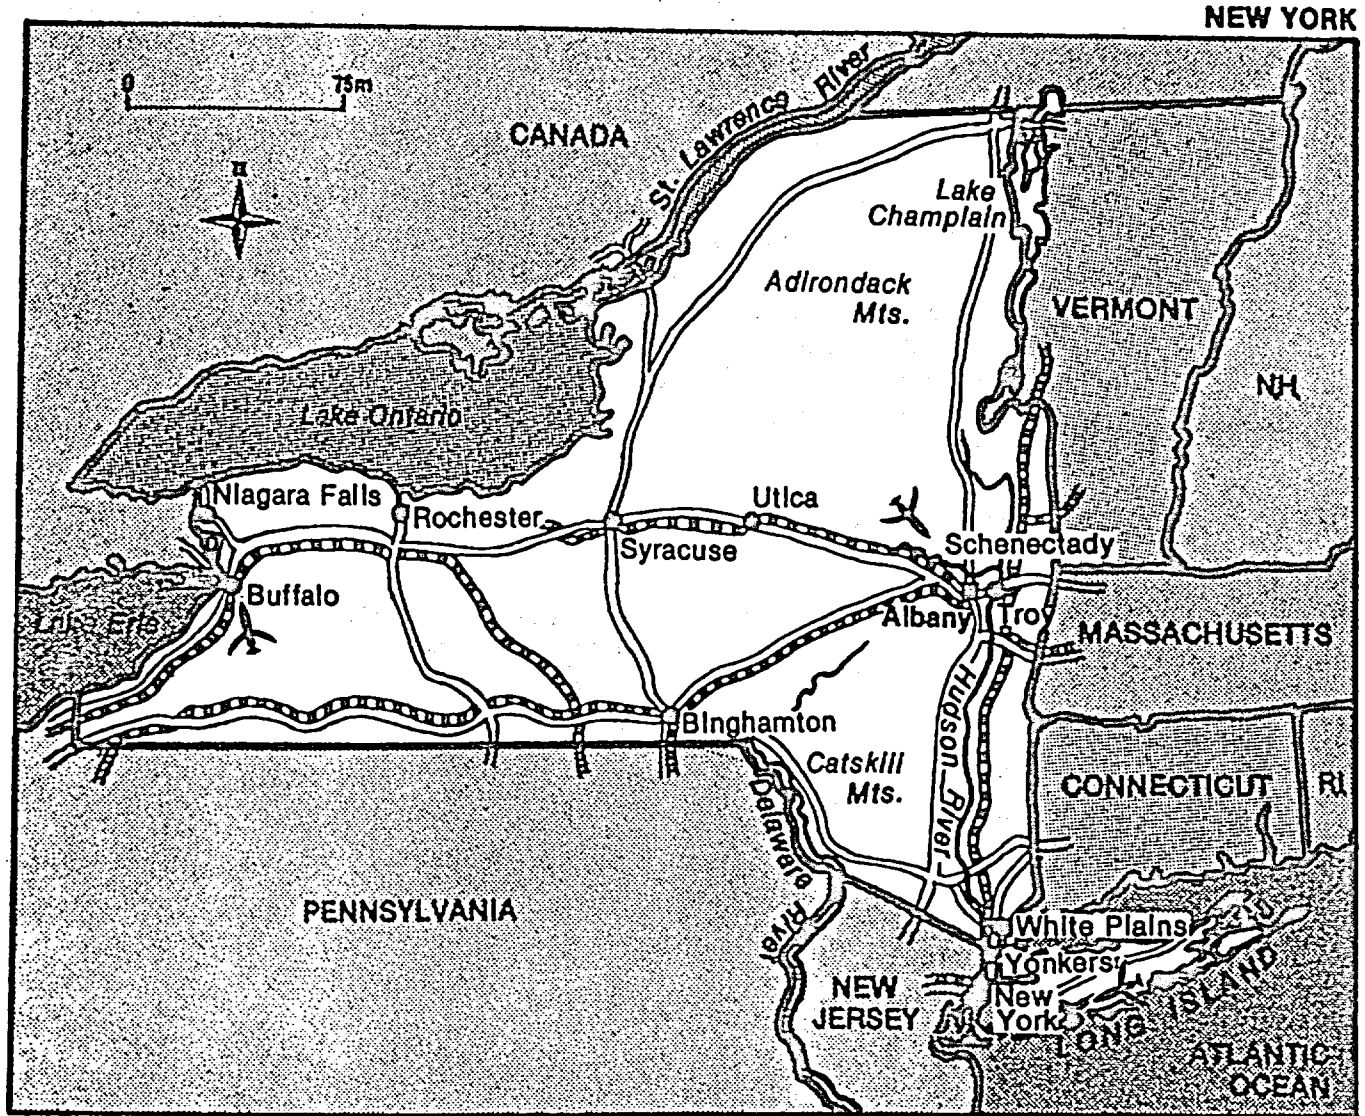 NEW YORK
0 75m
CANADA
N
St. Lawrence River
Lake
Champlain
Adirondack
Mts.
VERMONT
NH
Lake Ontario
Niagara Falls
Rochester
Utica
Syracuse
Schenectady
Buffalo
Lake Erie
Albany
Troy
MASSACHUSETTS
Hudson River
Binghamton
Catskill
Mts.
CONNECTICUT
RI
Delaware River
PENNSYLVANIA
White Plains
Yonkers
NEW
JERSEY
New
York
LONG ISLAND
ATLANTIC
OCEAN